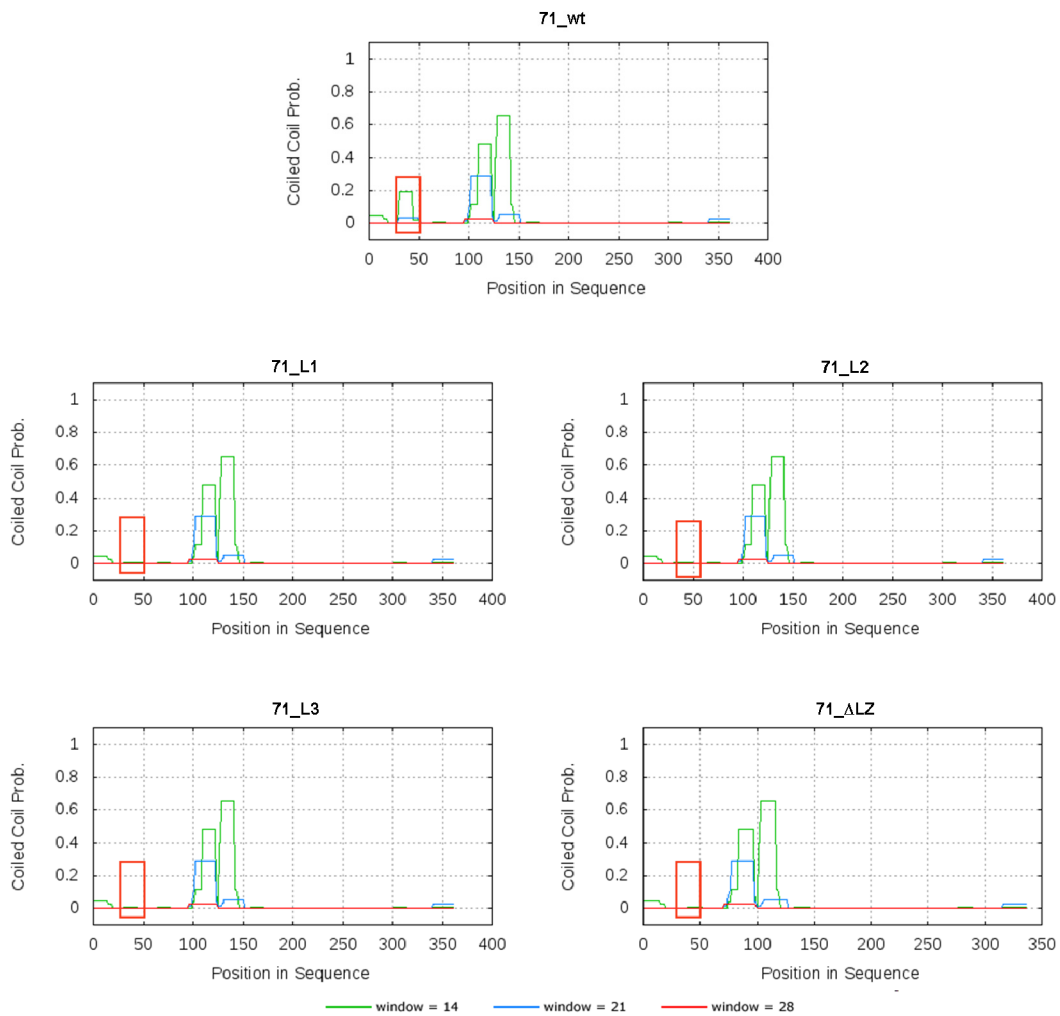 71_wt
1
0.8
0.6
0.4
0.2
0
Coiled Coil Prob.
0 50 100 150 200 250 300 350 400
Position in Sequence
71_L1
1
0.8
0.6
0.4
0.2
0
Coiled Coil Prob.
0 50 100 150 200 250 300 350 400
Position in Sequence
71_L2
1
0.8
0.6
0.4
0.2
0
Coiled Coil Prob.
0 50 100 150 200 250 300 350 400
Position in Sequence
71_L3
1
0.8
0.6
0.4
0.2
0
Coiled Coil Prob.
0 50 100 150 200 250 300 350 400
Position in Sequence
71_ΔLZ
1
0.8
0.6
0.4
0.2
0
Coiled Coil Prob.
0 50 100 150 200 250 300 350
Position in Sequence
window = 14 window = 21 window = 28